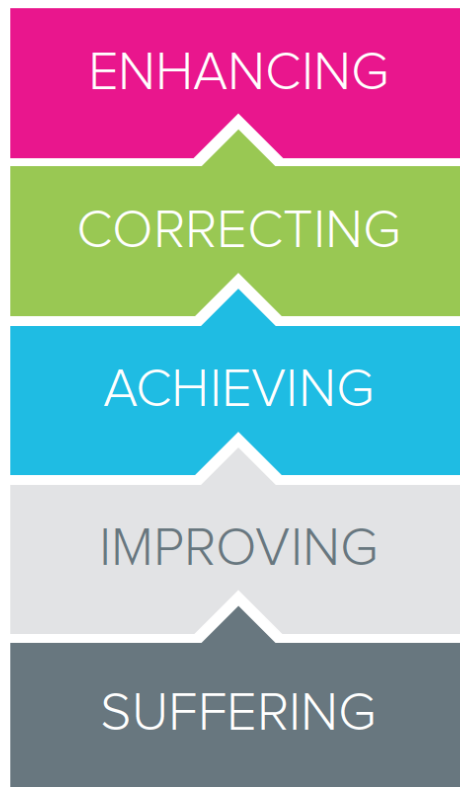 ENHANCING
CORRECTING
ACHIEVING
IMPROVING
SUFFERING